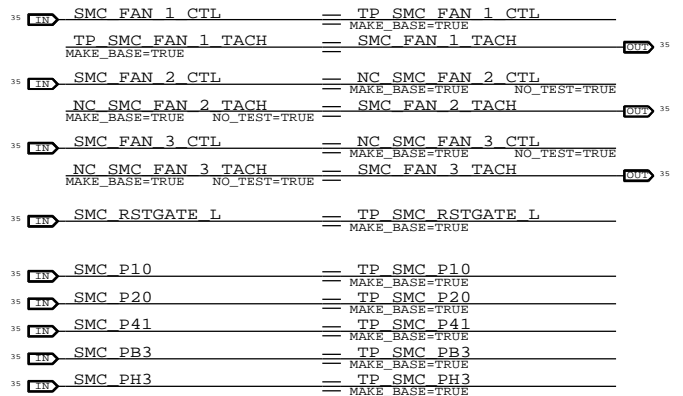 35 IN SMC_FAN_1_CTL TP_SMC_FAN_1_CTL
MAKE_BASE=TRUE
TP_SMC_FAN_1_TACH SMC_FAN_1_TACH OUT 35
MAKE_BASE=TRUE
35 IN SMC_FAN_2_CTL NC_SMC_FAN_2_CTL
MAKE_BASE=TRUE NO_TEST=TRUE
NC_SMC_FAN_2_TACH SMC_FAN_2_TACH OUT 35
MAKE_BASE=TRUE NO_TEST=TRUE
35 IN SMC_FAN_3_CTL NC_SMC_FAN_3_CTL
MAKE_BASE=TRUE NO_TEST=TRUE
NC_SMC_FAN_3_TACH SMC_FAN_3_TACH OUT 35
MAKE_BASE=TRUE NO_TEST=TRUE
35 IN SMC_RSTGATE_L TP_SMC_RSTGATE_L
MAKE_BASE=TRUE
35 IN SMC_P10 TP_SMC_P10
MAKE_BASE=TRUE
35 IN SMC_P20 TP_SMC_P20
MAKE_BASE=TRUE
35 IN SMC_P41 TP_SMC_P41
MAKE_BASE=TRUE
35 IN SMC_PB3 TP_SMC_PB3
MAKE_BASE=TRUE
35 IN SMC_PH3 TP_SMC_PH3
MAKE_BASE=TRUE